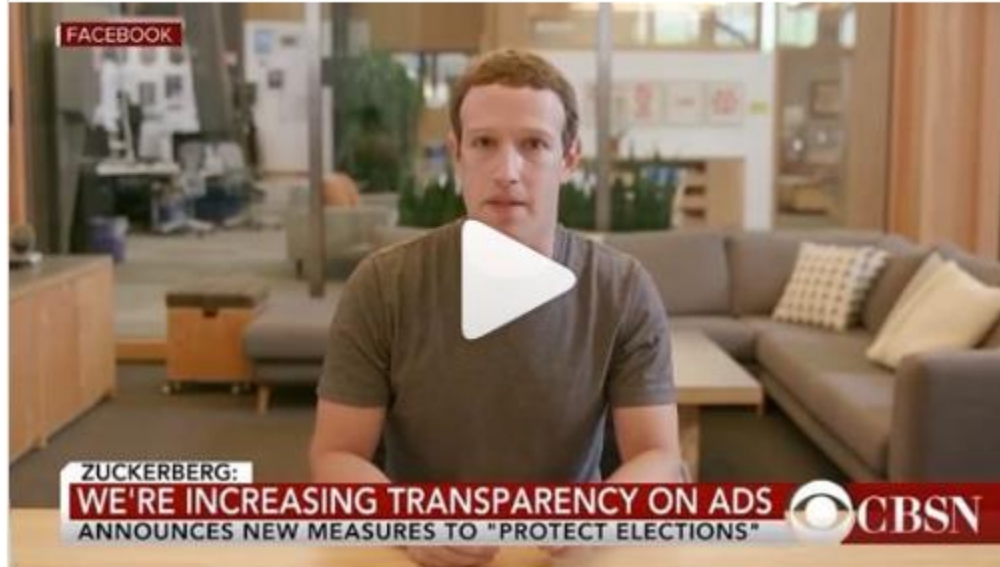 FACEBOOK
ZUCKERBERG:
WE'RE INCREASING TRANSPARENCY ON ADS
ANNOUNCES NEW MEASURES TO "PROTECT ELECTIONS"
CBSN